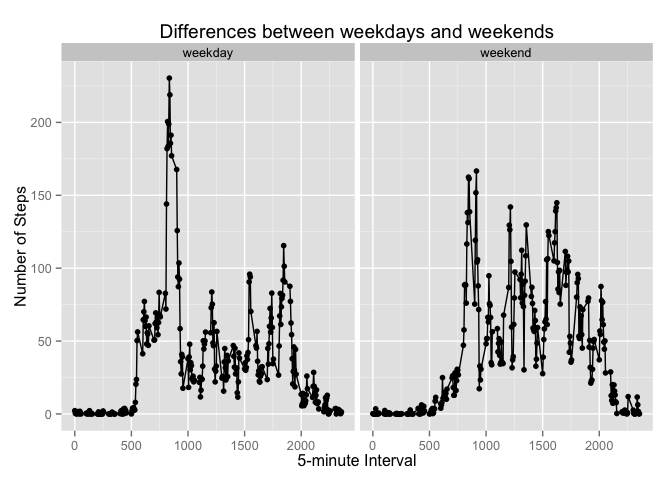 Differences between weekdays and weekends
weekday weekend
Number of Steps
200
150
100
50
0
0 500 1000 1500 2000 0 500 1000 1500 2000
5-minute Interval